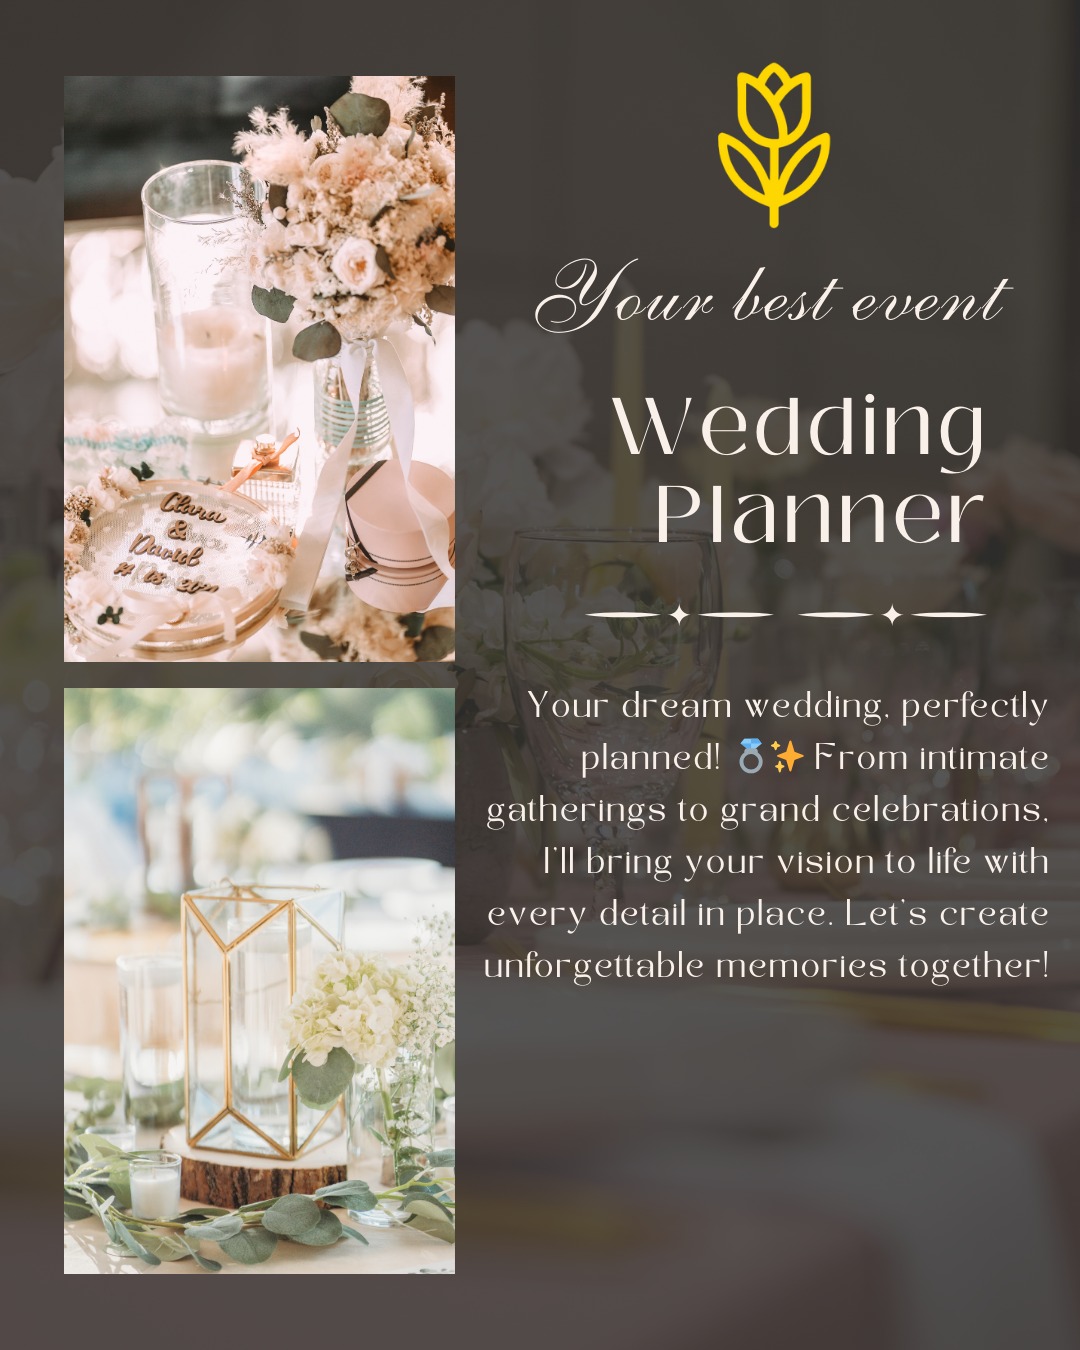 Your best event
Wedding
Planner
Your dream wedding, perfectly
planned! 💍✨ From intimate
gatherings to grand celebrations,
I'll bring your vision to life with
every detail in place. Let's create
unforgettable memories together!
Clara
&
David